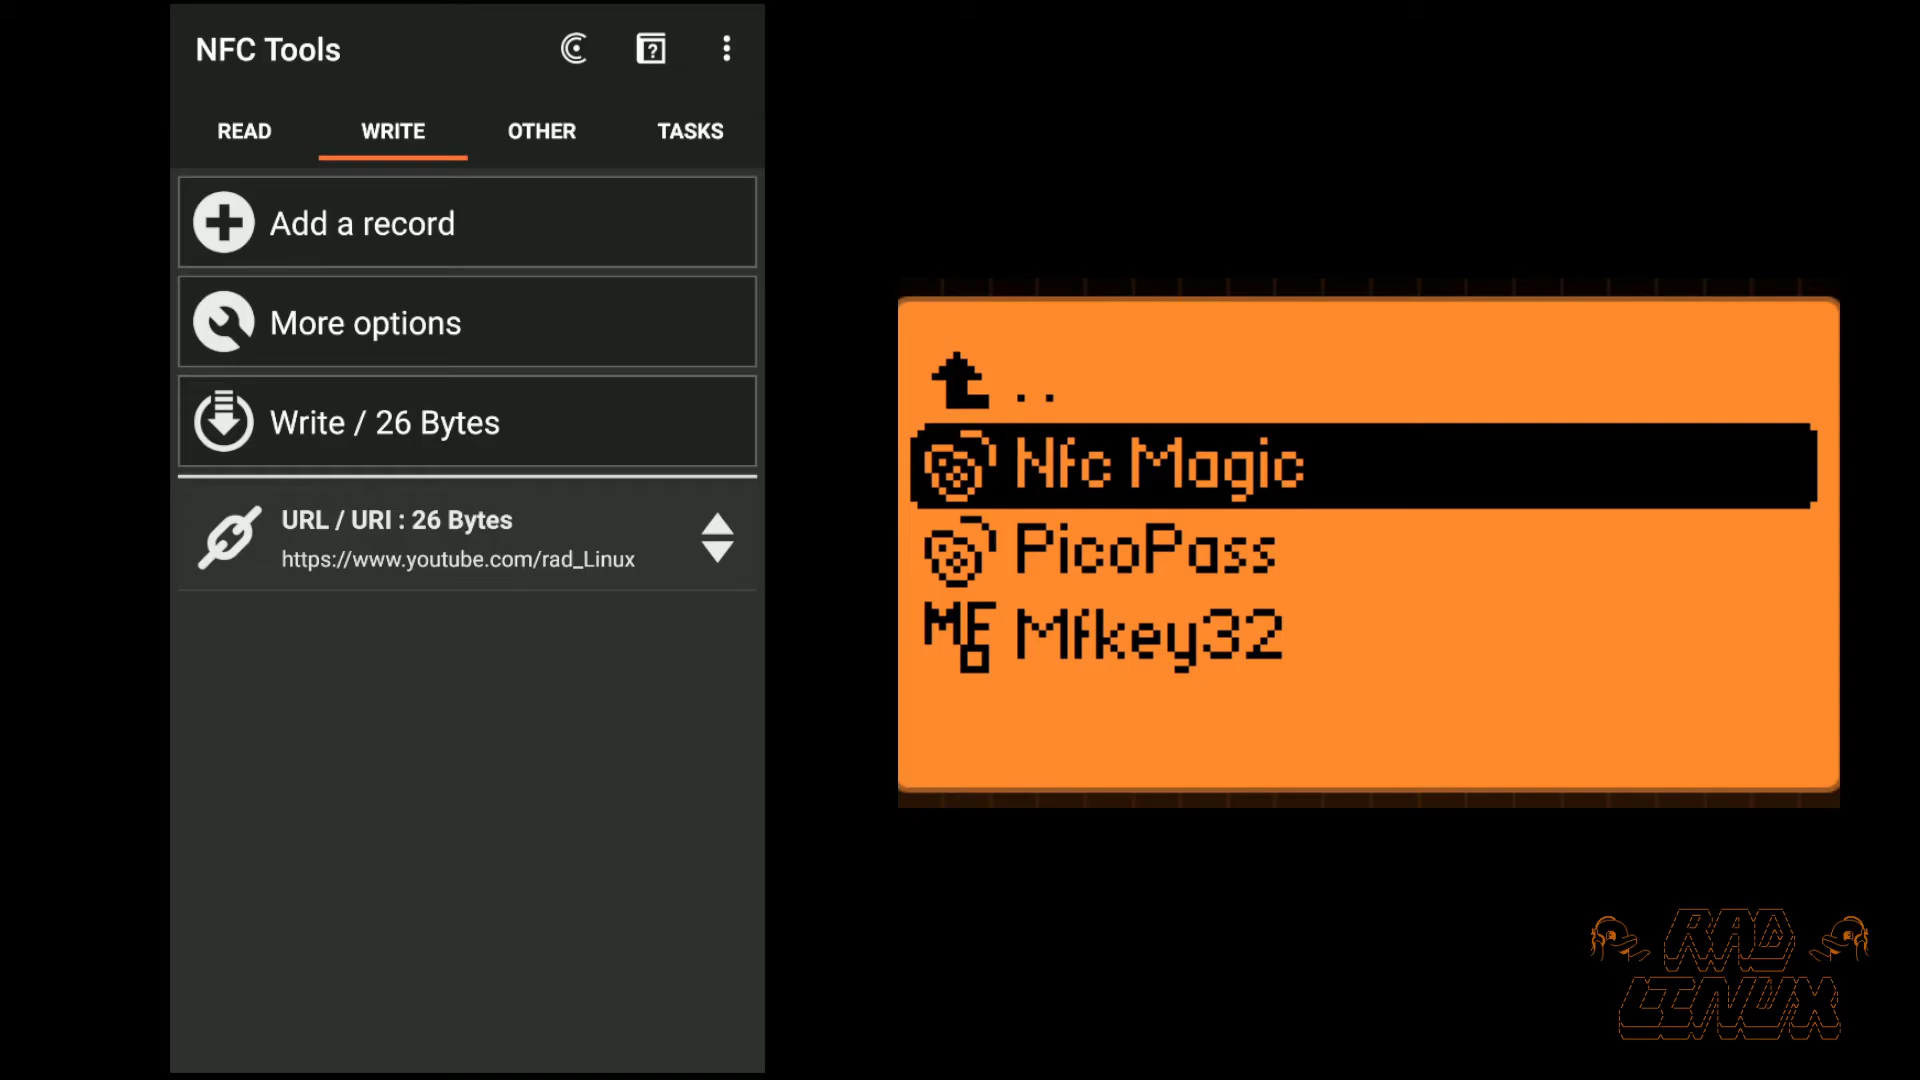 NFC Tools
READ WRITE OTHER TASKS
Add a record
More options
Write / 26 Bytes
URL / URI : 26 Bytes
https://www.youtube.com/rad_Linux
..
Nfc Magic
PicoPass
MF Mfkey32
RAD
LINUX